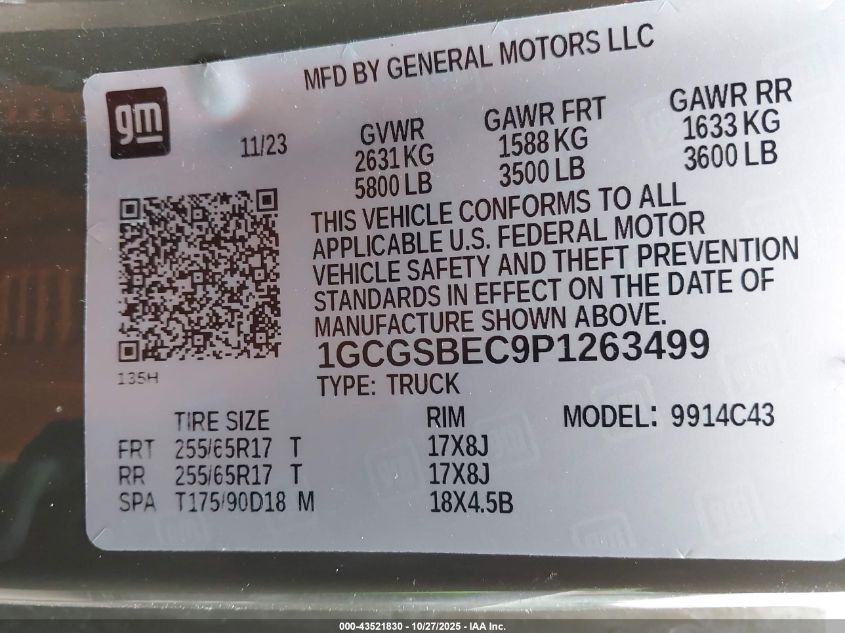 MFD BY GENERAL MOTORS LLC
gm
11/23
GVWR
2631 KG
5800 LB
GAWR FRT
1588 KG
3500 LB
GAWR RR
1633 KG
3600 LB
THIS VEHICLE CONFORMS TO ALL
APPLICABLE U.S. FEDERAL MOTOR
VEHICLE SAFETY AND THEFT PREVENTION
STANDARDS IN EFFECT ON THE DATE OF
MANUFACTURE SHOWN ABOVE.
1GCGSBEC9P1263499
135H
TYPE: TRUCK
TIRE SIZE RIM MODEL: 9914C43
FRT 255/65R17 T 17X8J
RR 255/65R17 T 17X8J
SPA T175/90D18 M 18X4.5B
000-43521830 - 10/27/2025 - IAA Inc.